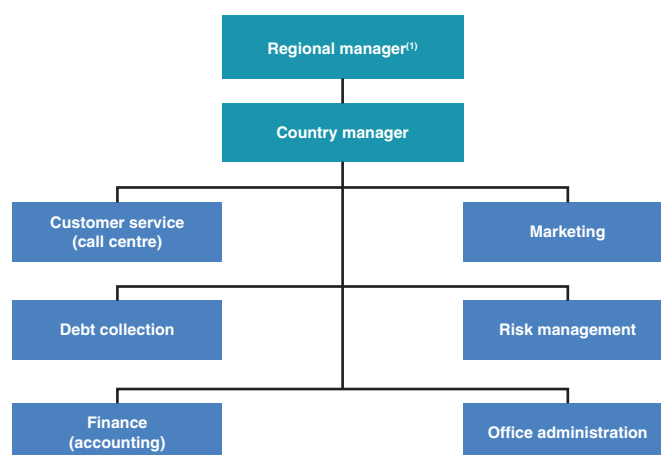 Regional manager(1)
Country manager
Customer service
(call centre)
Marketing
Debt collection
Risk management
Finance
(accounting)
Office administration